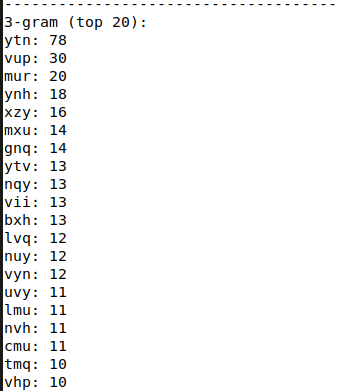 -------------------------------------
3-gram (top 20):
ytn: 78
vup: 30
mur: 20
ynh: 18
xzy: 16
mxu: 14
gnq: 14
ytv: 13
nqy: 13
vii: 13
bxh: 13
lvq: 12
nuy: 12
vyn: 12
uvy: 11
lmu: 11
nvh: 11
cmu: 11
tmq: 10
vhp: 10